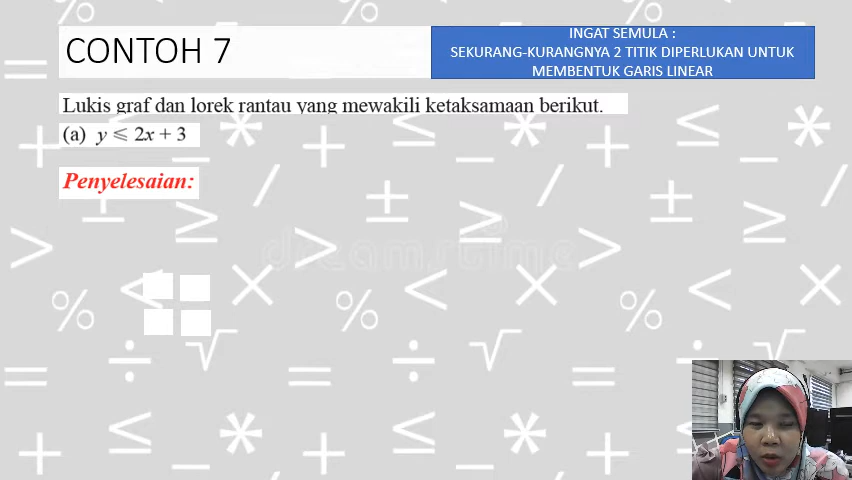 CONTOH 7
INGAT SEMULA :
SEKURANG-KURANGNYA 2 TITIK DIPERLUKAN UNTUK
MEMBENTUK GARIS LINEAR
Lukis graf dan lorek rantau yang mewakili ketaksamaan berikut.
(a) y ⩽ 2x + 3
Penyelesaian:
dreamstime